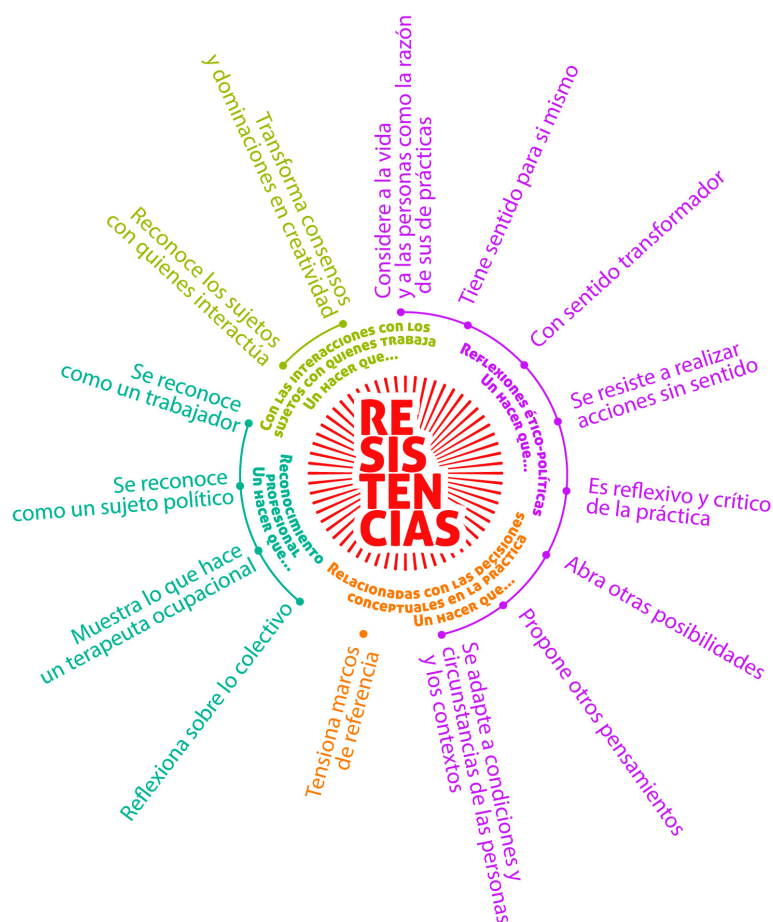 RE
SIS
TEN
CIAS
Reflexiones ético-políticas
Un hacer que...
Considere a la vida
y a las personas como la razón
de sus de prácticas
Tiene sentido para si mismo
Con sentido transformador
Se resiste a realizar
acciones sin sentido
Es reflexivo y crítico
de la práctica
Abra otras posibilidades
Propone otros pensamientos
Se adapte a condiciones y
circunstancias de las personas
y los contextos
Relacionadas con las decisiones
conceptuales en la práctica
Un hacer que...
Tensiona marcos
de referencia
Reconocimiento
profesional
Un hacer que...
Reflexiona sobre lo colectivo
Muestra lo que hace
un terapeuta ocupacional
Se reconoce
como un sujeto político
Se reconoce
como un trabajador
Con las interacciones con los
sujetos con quienes trabaja
Un hacer que...
Reconoce los sujetos
con quienes interactúa
Transforma consensos
y dominaciones en creatividad